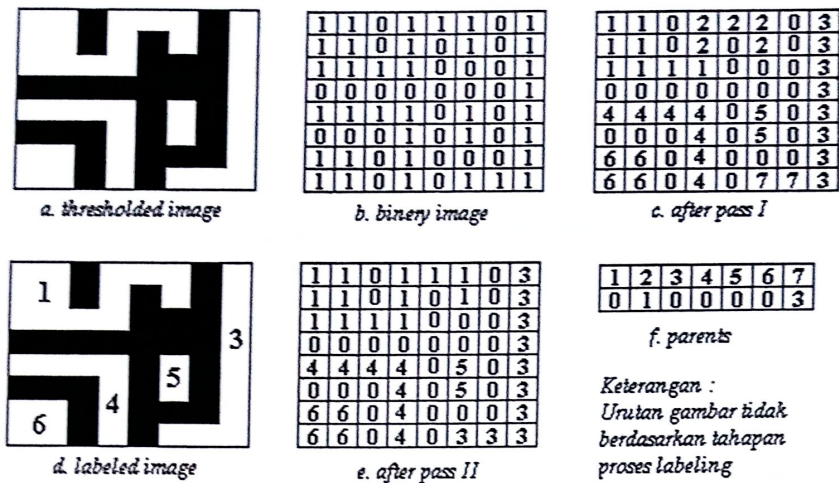 1 1 0 1 1 1 0 1
1 1 0 1 0 1 0 1
1 1 1 1 0 0 0 1
0 0 0 0 0 0 0 1
1 1 1 1 0 1 0 1
0 0 0 1 0 1 0 1
1 1 0 1 0 0 0 1
1 1 0 1 0 1 1 1
1 1 0 2 2 2 0 3
1 1 0 2 0 2 0 3
1 1 1 1 0 0 0 3
0 0 0 0 0 0 0 3
4 4 4 4 0 5 0 3
0 0 0 4 0 5 0 3
6 6 0 4 0 0 0 3
6 6 0 4 0 7 7 3
a. thresholded image
b. binery image
c. after pass I
1
3
5
4
6
1 1 0 1 1 1 0 3
1 1 0 1 0 1 0 3
1 1 1 1 0 0 0 3
0 0 0 0 0 0 0 3
4 4 4 4 0 5 0 3
0 0 0 4 0 5 0 3
6 6 0 4 0 0 0 3
6 6 0 4 0 3 3 3
1 2 3 4 5 6 7
0 1 0 0 0 0 3
f. parents
Keterangan :
Urutan gambar tidak
berdasarkan tahapan
proses labeling
d. labeled image
e. after pass II